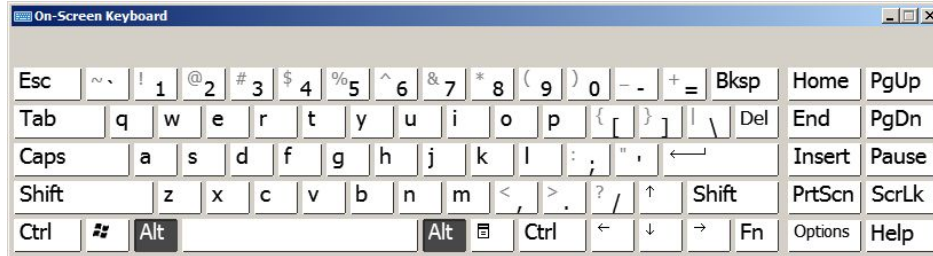 On-Screen Keyboard
Esc ~ ` ! 1 @ 2 # 3 $ 4 % 5 ^ 6 & 7 * 8 ( 9 ) 0 _ - + = Bksp Home PgUp
Tab q w e r t y u i o p { [ } ] | \ Del End PgDn
Caps a s d f g h j k l : ; " ' Insert Pause
Shift z x c v b n m < , > . ? / ↑ Shift PrtScn ScrLk
Ctrl Alt Alt Ctrl ← ↓ → Fn Options Help